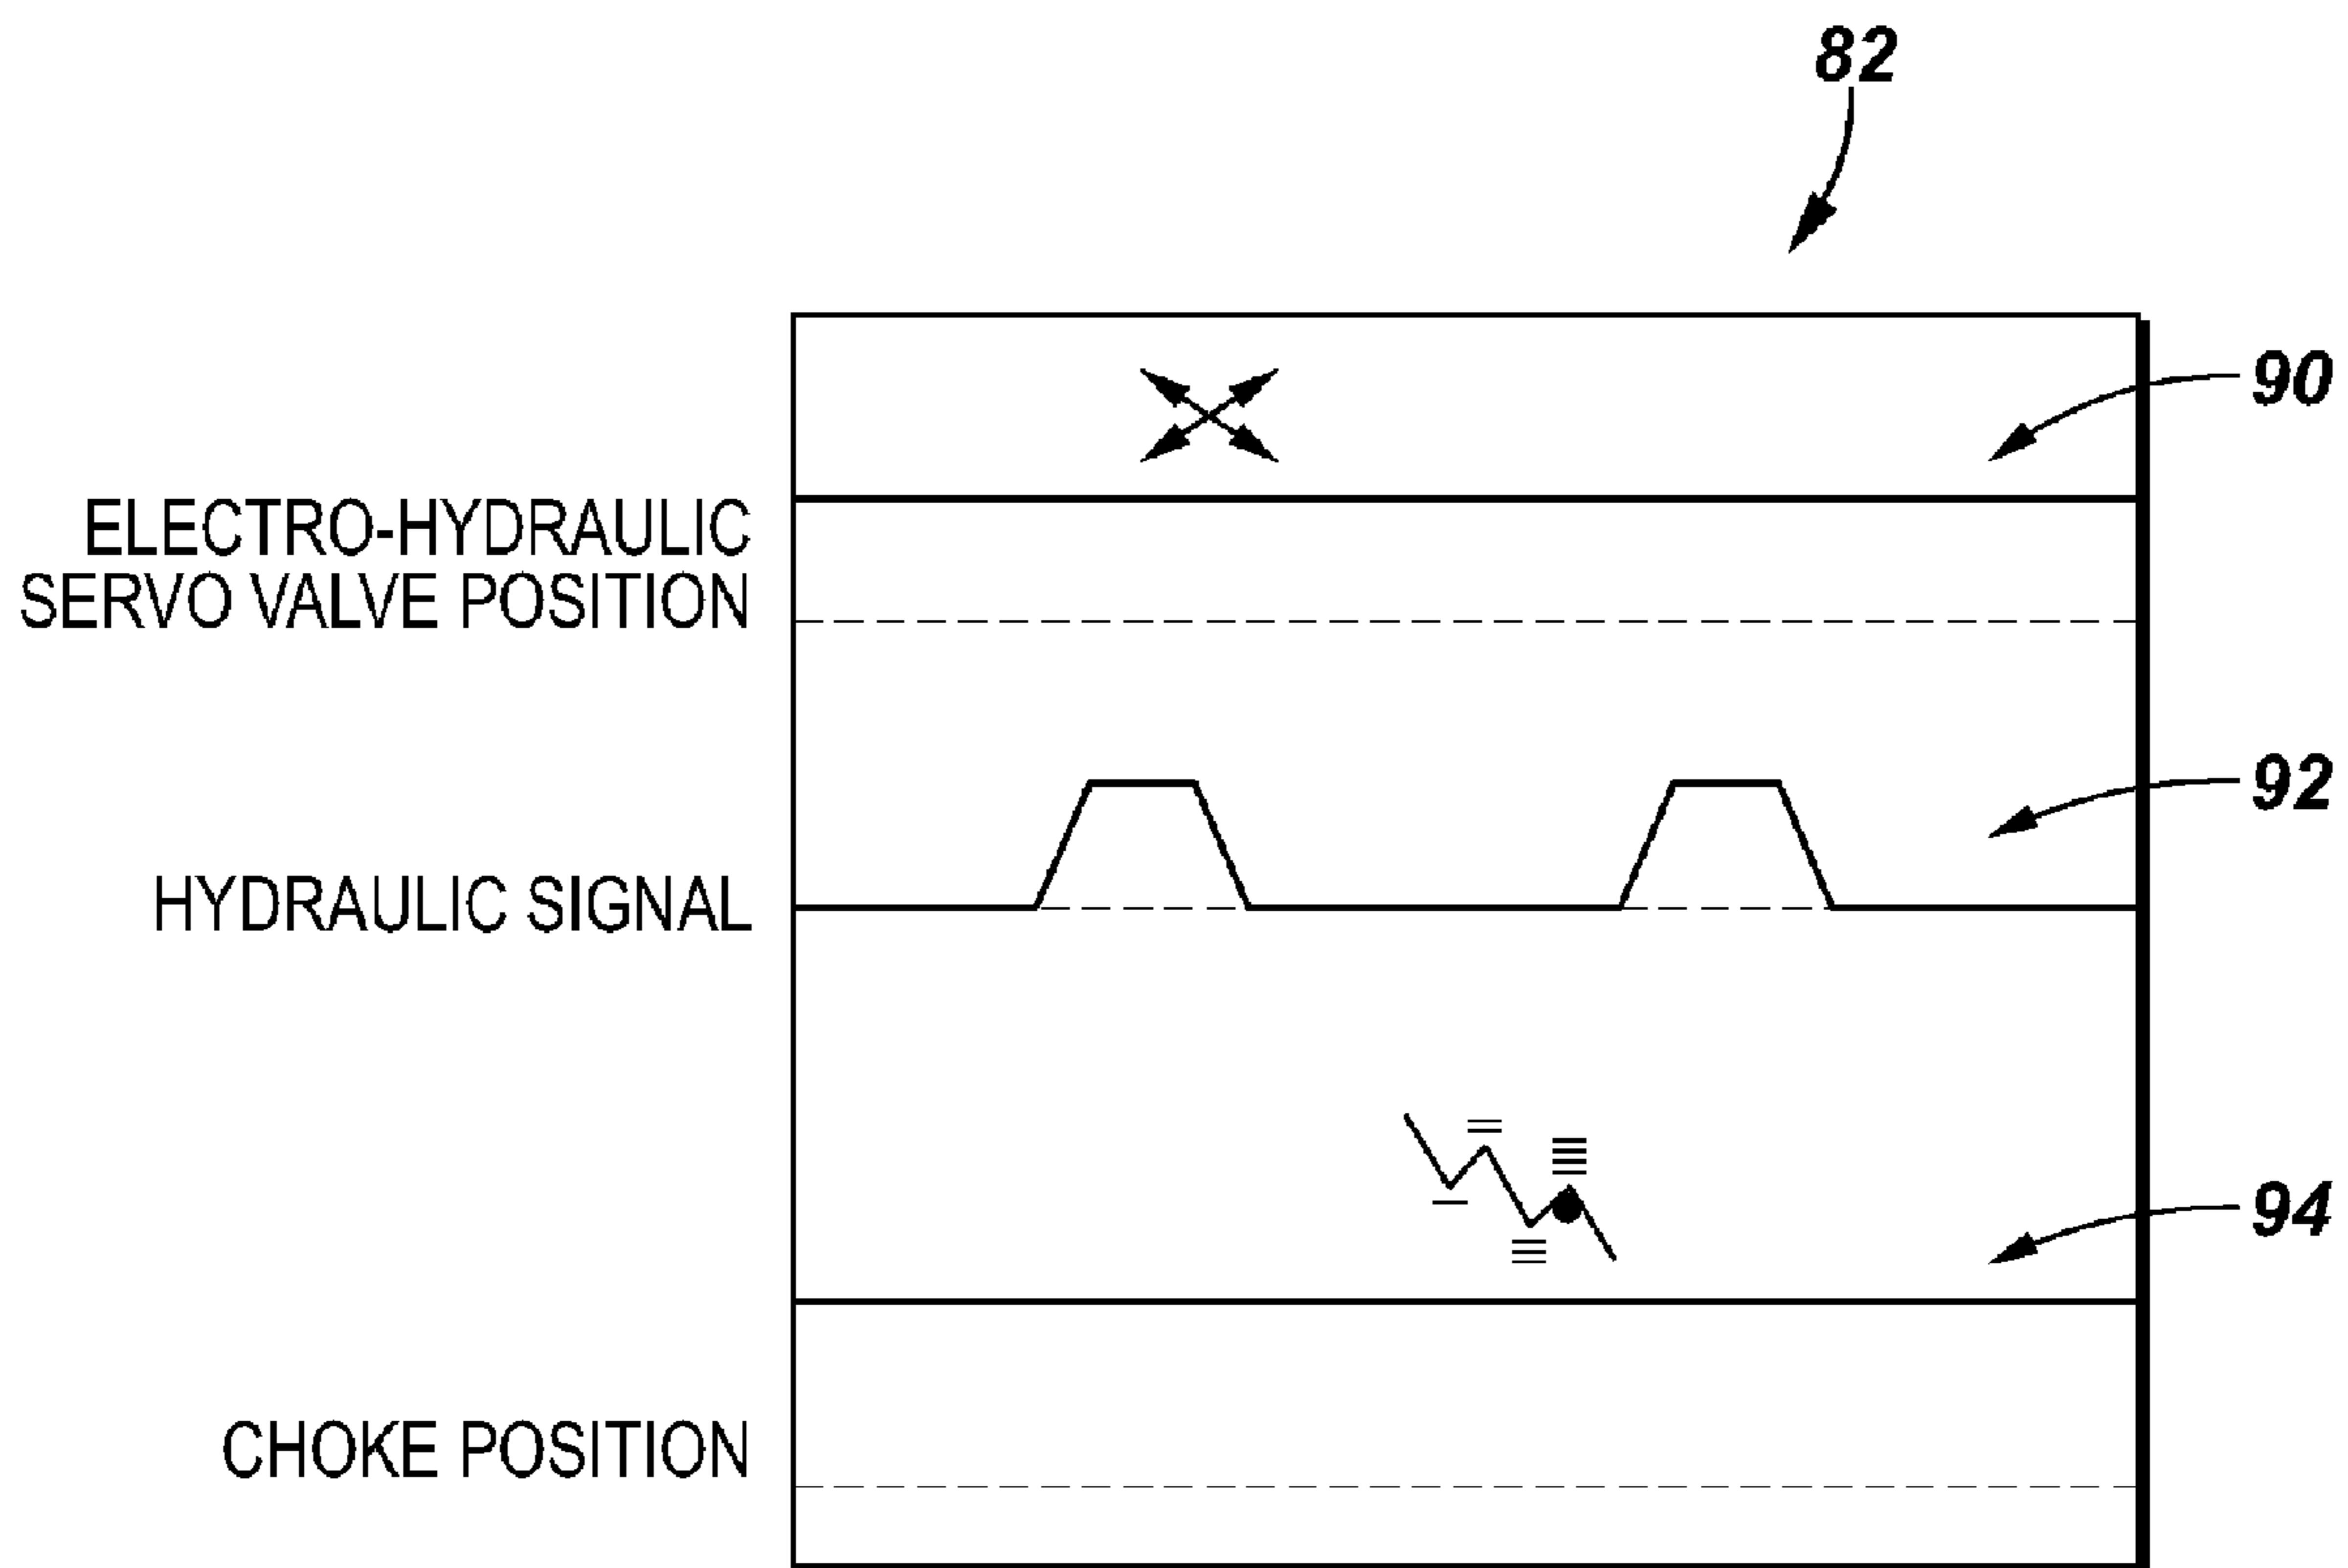 82
90
ELECTRO-HYDRAULIC
SERVO VALVE POSITION
92
HYDRAULIC SIGNAL
94
CHOKE POSITION